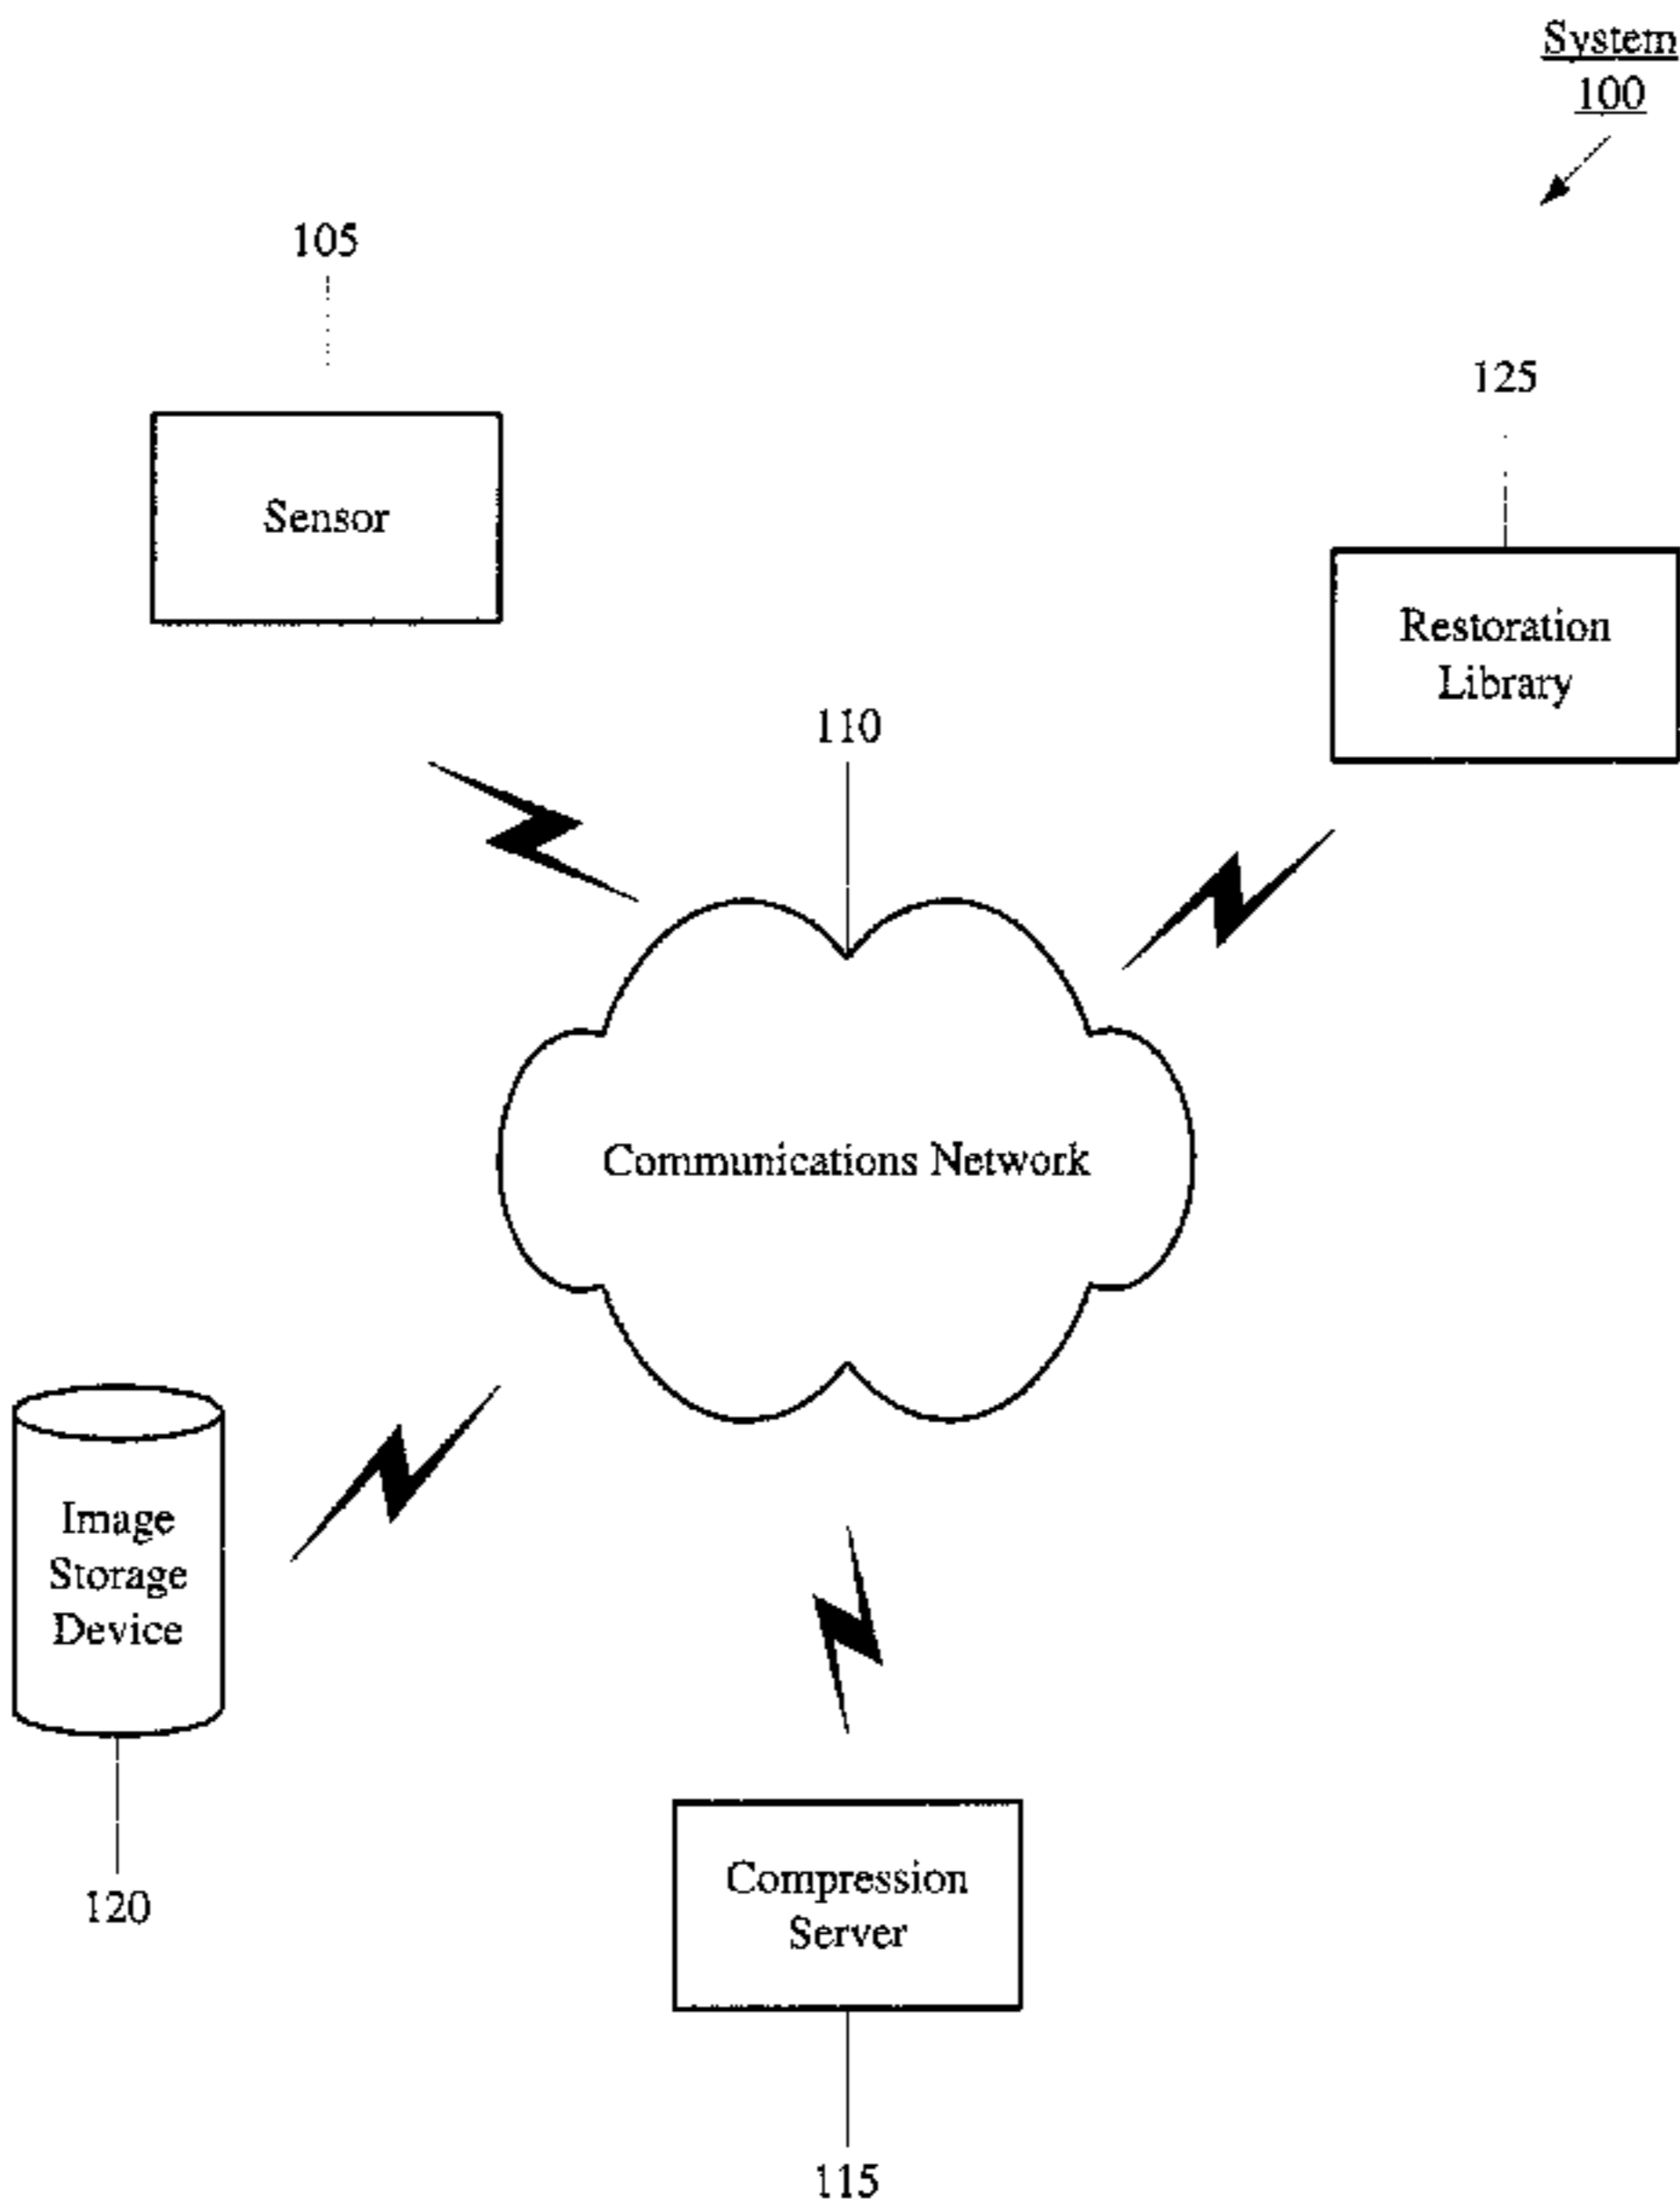 System
100
105
125
Sensor
Restoration
Library
110
Communications Network
Image
Storage
Device
120
Compression
Server
115